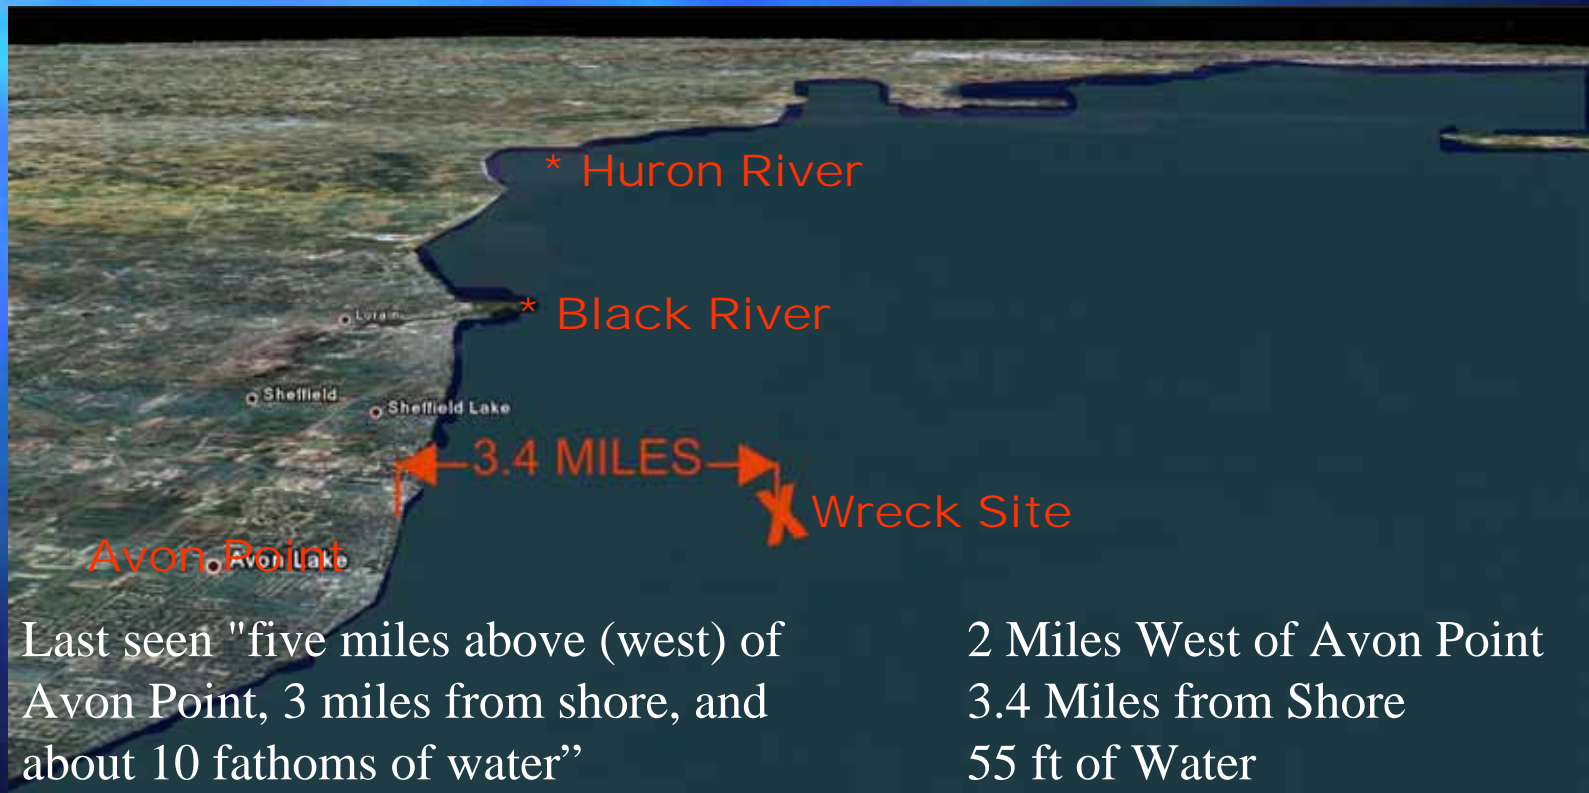 * Huron River
* Black River
Lorain
Sheffield
Sheffield Lake
3.4 MILES
X Wreck Site
Avon Point
Avon Lake
Last seen "five miles above (west) of
Avon Point, 3 miles from shore, and
about 10 fathoms of water”
2 Miles West of Avon Point
3.4 Miles from Shore
55 ft of Water